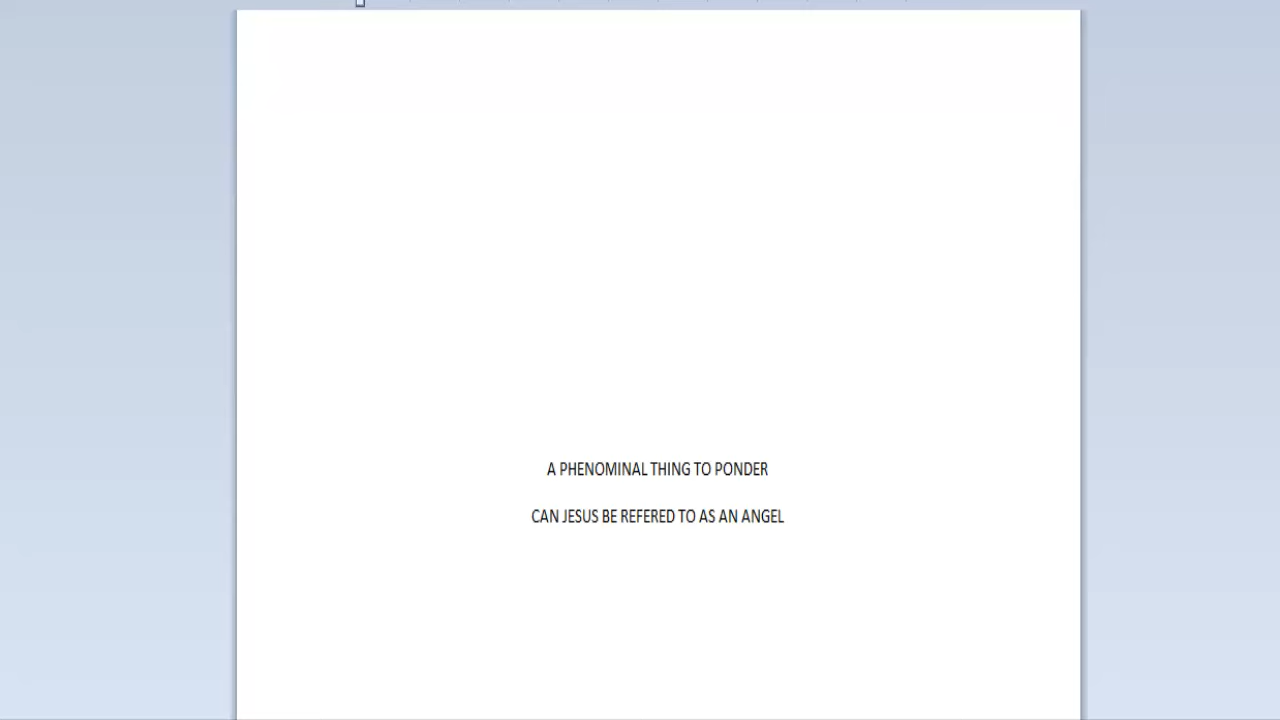 A PHENOMINAL THING TO PONDER
CAN JESUS BE REFERED TO AS AN ANGEL